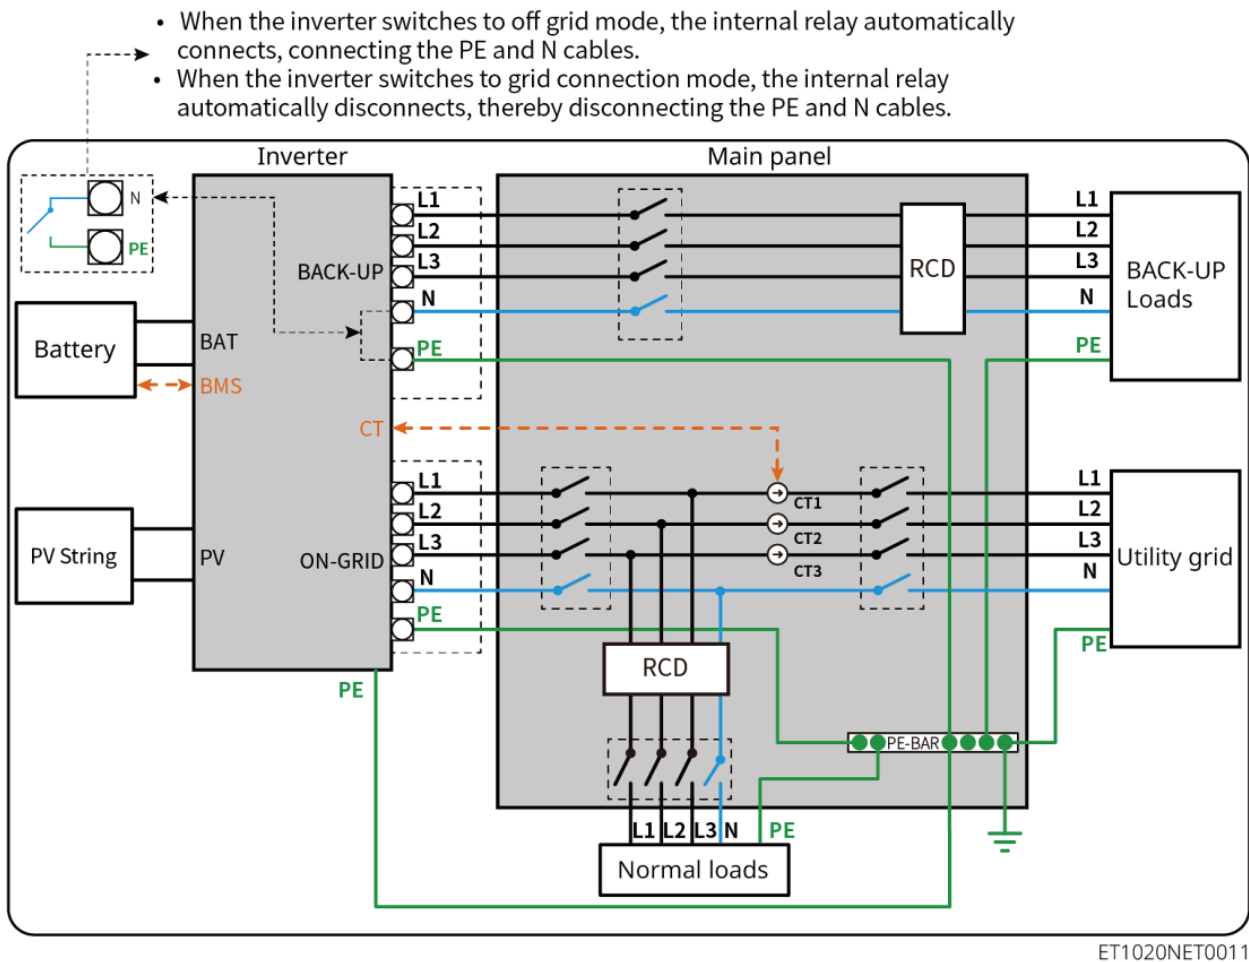 • When the inverter switches to off grid mode, the internal relay automatically
connects, connecting the PE and N cables.
• When the inverter switches to grid connection mode, the internal relay
automatically disconnects, thereby disconnecting the PE and N cables.
Inverter
Main panel
N
PE
BACK-UP
L1
L2
L3
N
PE
RCD
L1
L2
L3
N
PE
BACK-UP
Loads
Battery
BAT
BMS
CT
PV String
PV
ON-GRID
L1
L2
L3
N
PE
CT1
CT2
CT3
L1
L2
L3
N
PE
Utility grid
RCD
PE
PE-BAR
L1 L2 L3 N PE
Normal loads
ET1020NET0011